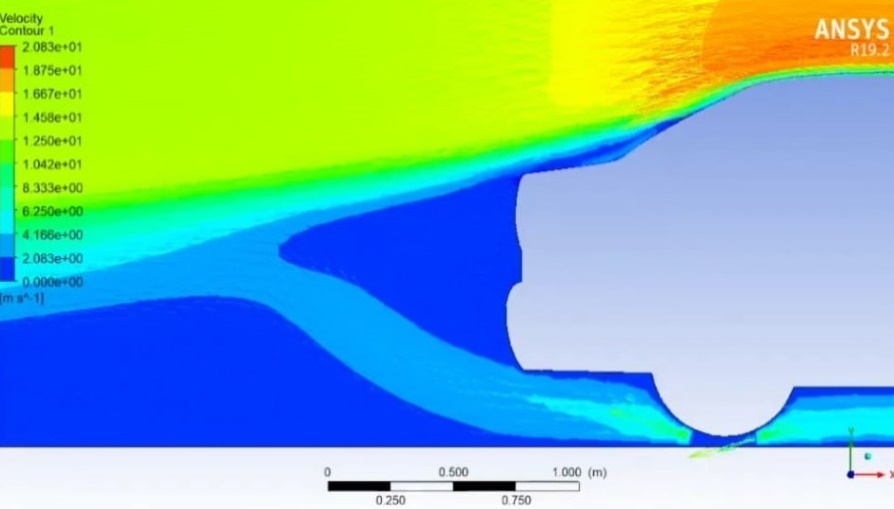 Velocity
Contour 1
2.083e+01
1.875e+01
1.667e+01
1.458e+01
1.250e+01
1.042e+01
8.333e+00
6.250e+00
4.166e+00
2.083e+00
0.000e+00
[m s^-1]
ANSYS
R19.2
0 0.500 1.000 (m)
0.250 0.750
Y
X